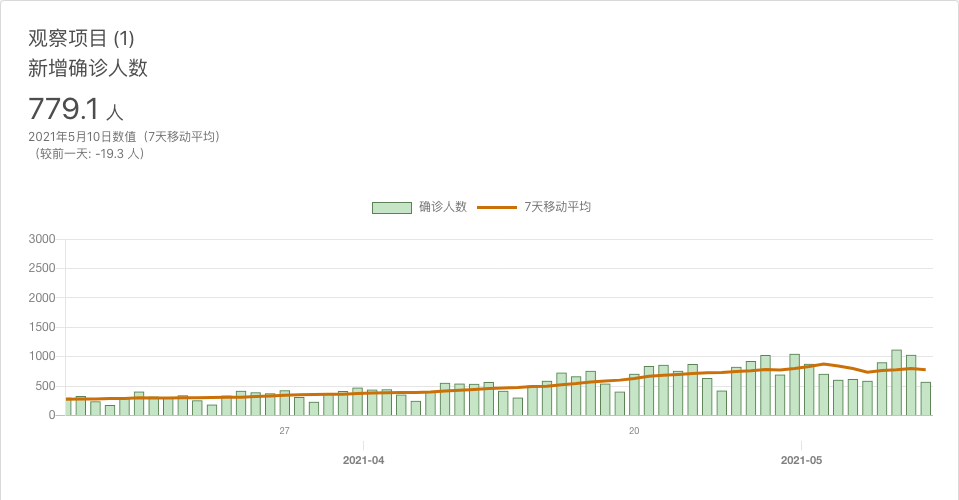 观察项目 (1)
新增确诊人数
779.1 人
2021年5月10日数值（7天移动平均）
（较前一天: -19.3 人）
确诊人数 7天移动平均
3000
2500
2000
1500
1000
500
0
27 20
2021-04 2021-05